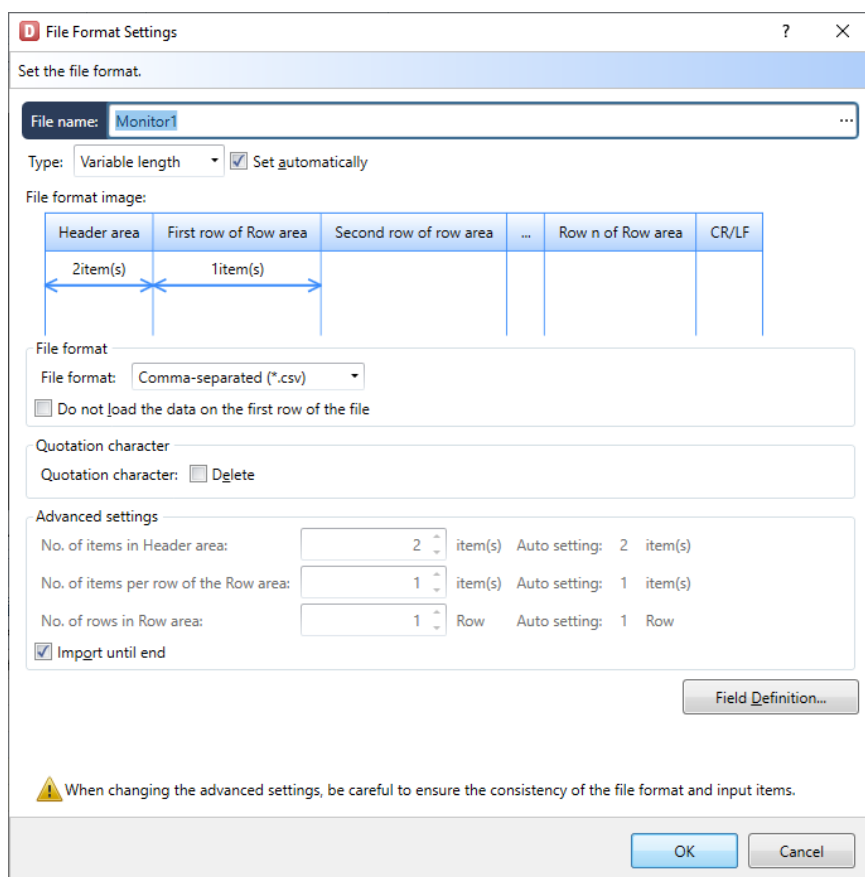 D File Format Settings ?
Set the file format.
File name: Monitor1 ...
Type: Variable length Set automatically
File format image:
Header area First row of Row area Second row of row area ... Row n of Row area CR/LF
2item(s) 1item(s)
File format
File format: Comma-separated (*.csv)
Do not load the data on the first row of the file
Quotation character
Quotation character: Delete
Advanced settings
No. of items in Header area: 2 item(s) Auto setting: 2 item(s)
No. of items per row of the Row area: 1 item(s) Auto setting: 1 item(s)
No. of rows in Row area: 1 Row Auto setting: 1 Row
Import until end
Field Definition...
When changing the advanced settings, be careful to ensure the consistency of the file format and input items.
OK Cancel